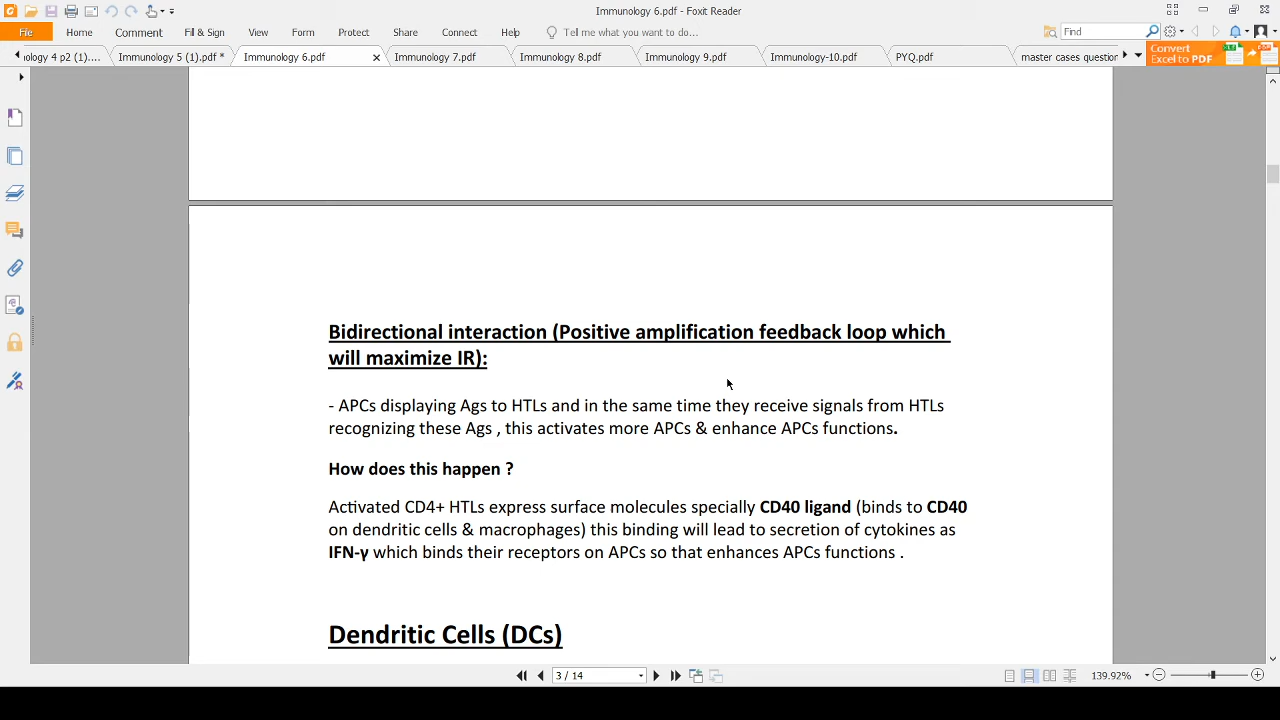 Immunology 6.pdf - Foxit Reader
File Home Comment Fill & Sign View Form Protect Share Connect Help Tell me what you want to do... Find
ology 4 p2 (1).... Immunology 5 (1).pdf * Immunology 6.pdf Immunology 7.pdf Immunology 8.pdf Immunology 9.pdf Immunology-10.pdf PYQ.pdf master cases question
Convert
Excel to PDF
Bidirectional interaction (Positive amplification feedback loop which
will maximize IR):
- APCs displaying Ags to HTLs and in the same time they receive signals from HTLs
recognizing these Ags , this activates more APCs & enhance APCs functions.
How does this happen ?
Activated CD4+ HTLs express surface molecules specially CD40 ligand (binds to CD40
on dendritic cells & macrophages) this binding will lead to secretion of cytokines as
IFN-γ which binds their receptors on APCs so that enhances APCs functions .
Dendritic Cells (DCs)
3 / 14
139.92%